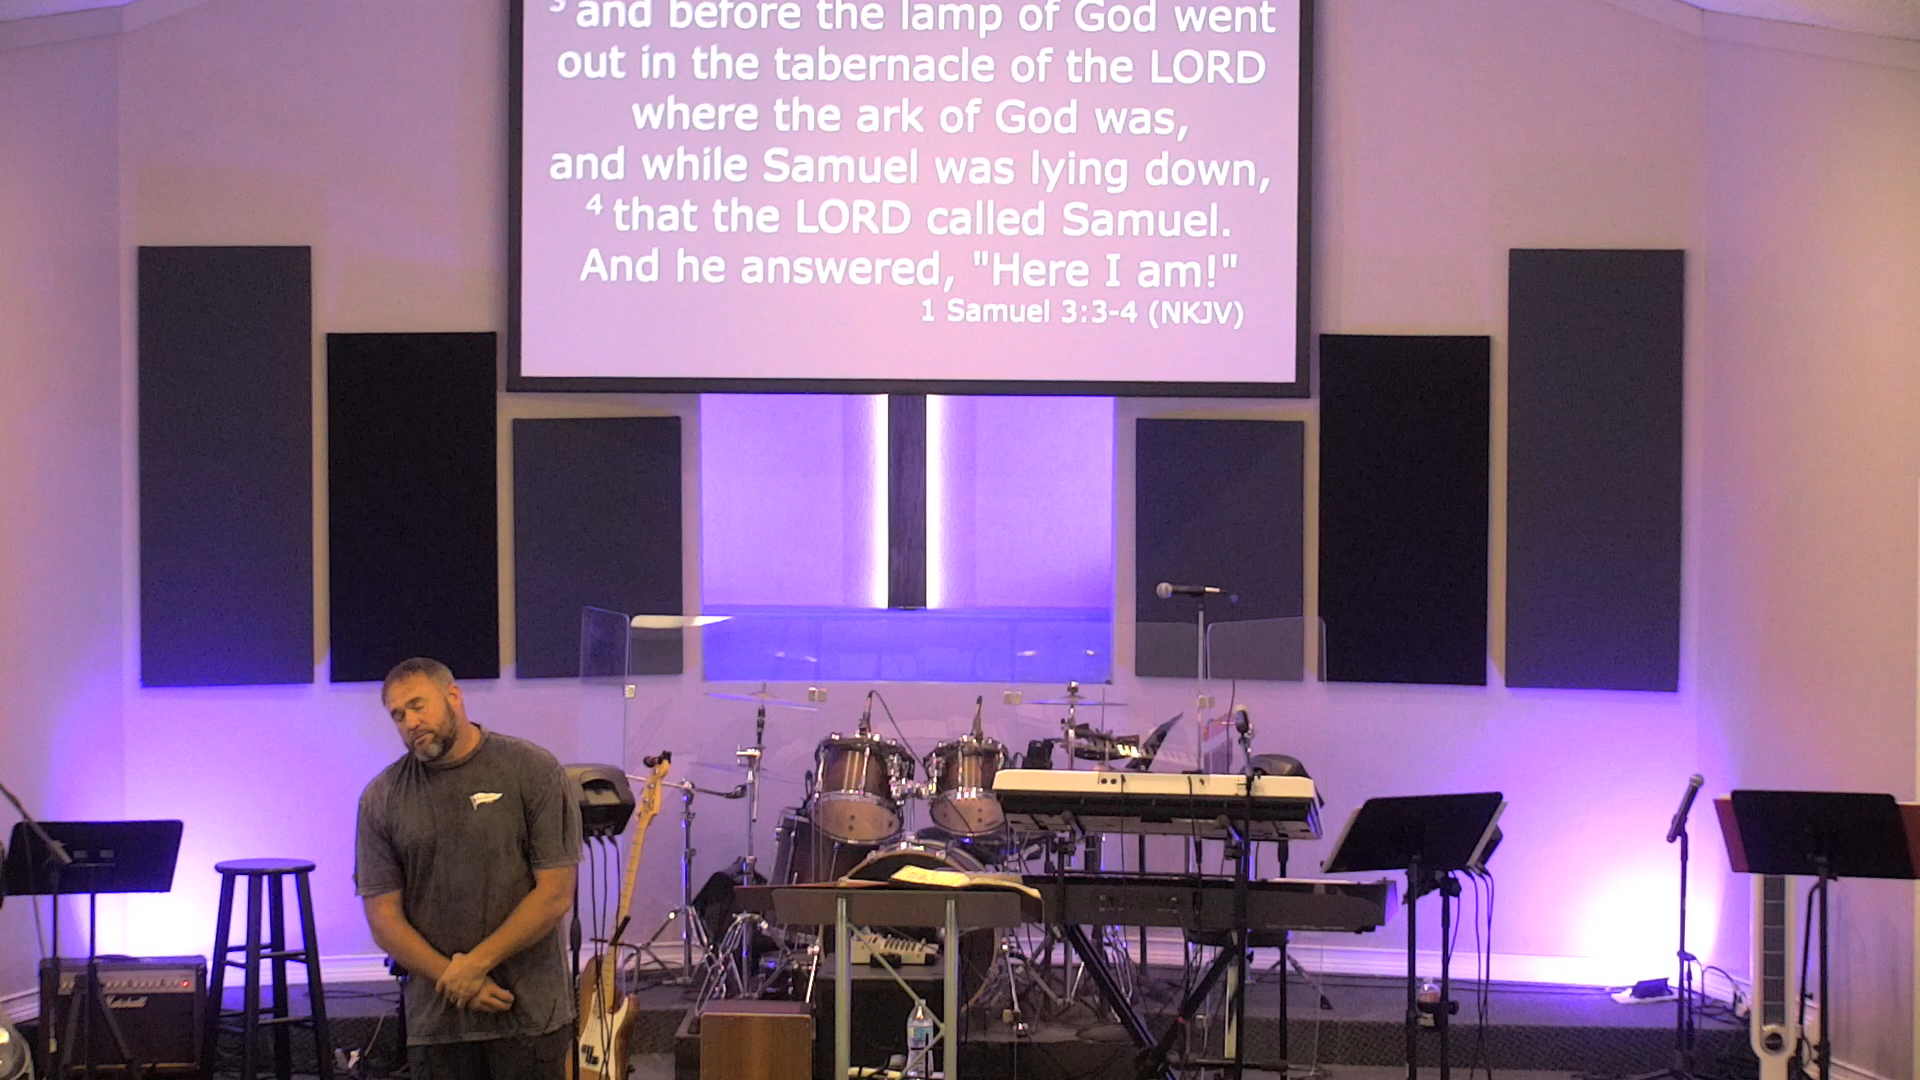 3 and before the lamp of God went
out in the tabernacle of the LORD
where the ark of God was,
and while Samuel was lying down,
4 that the LORD called Samuel.
And he answered, "Here I am!"
1 Samuel 3:3-4 (NKJV)
Marshall